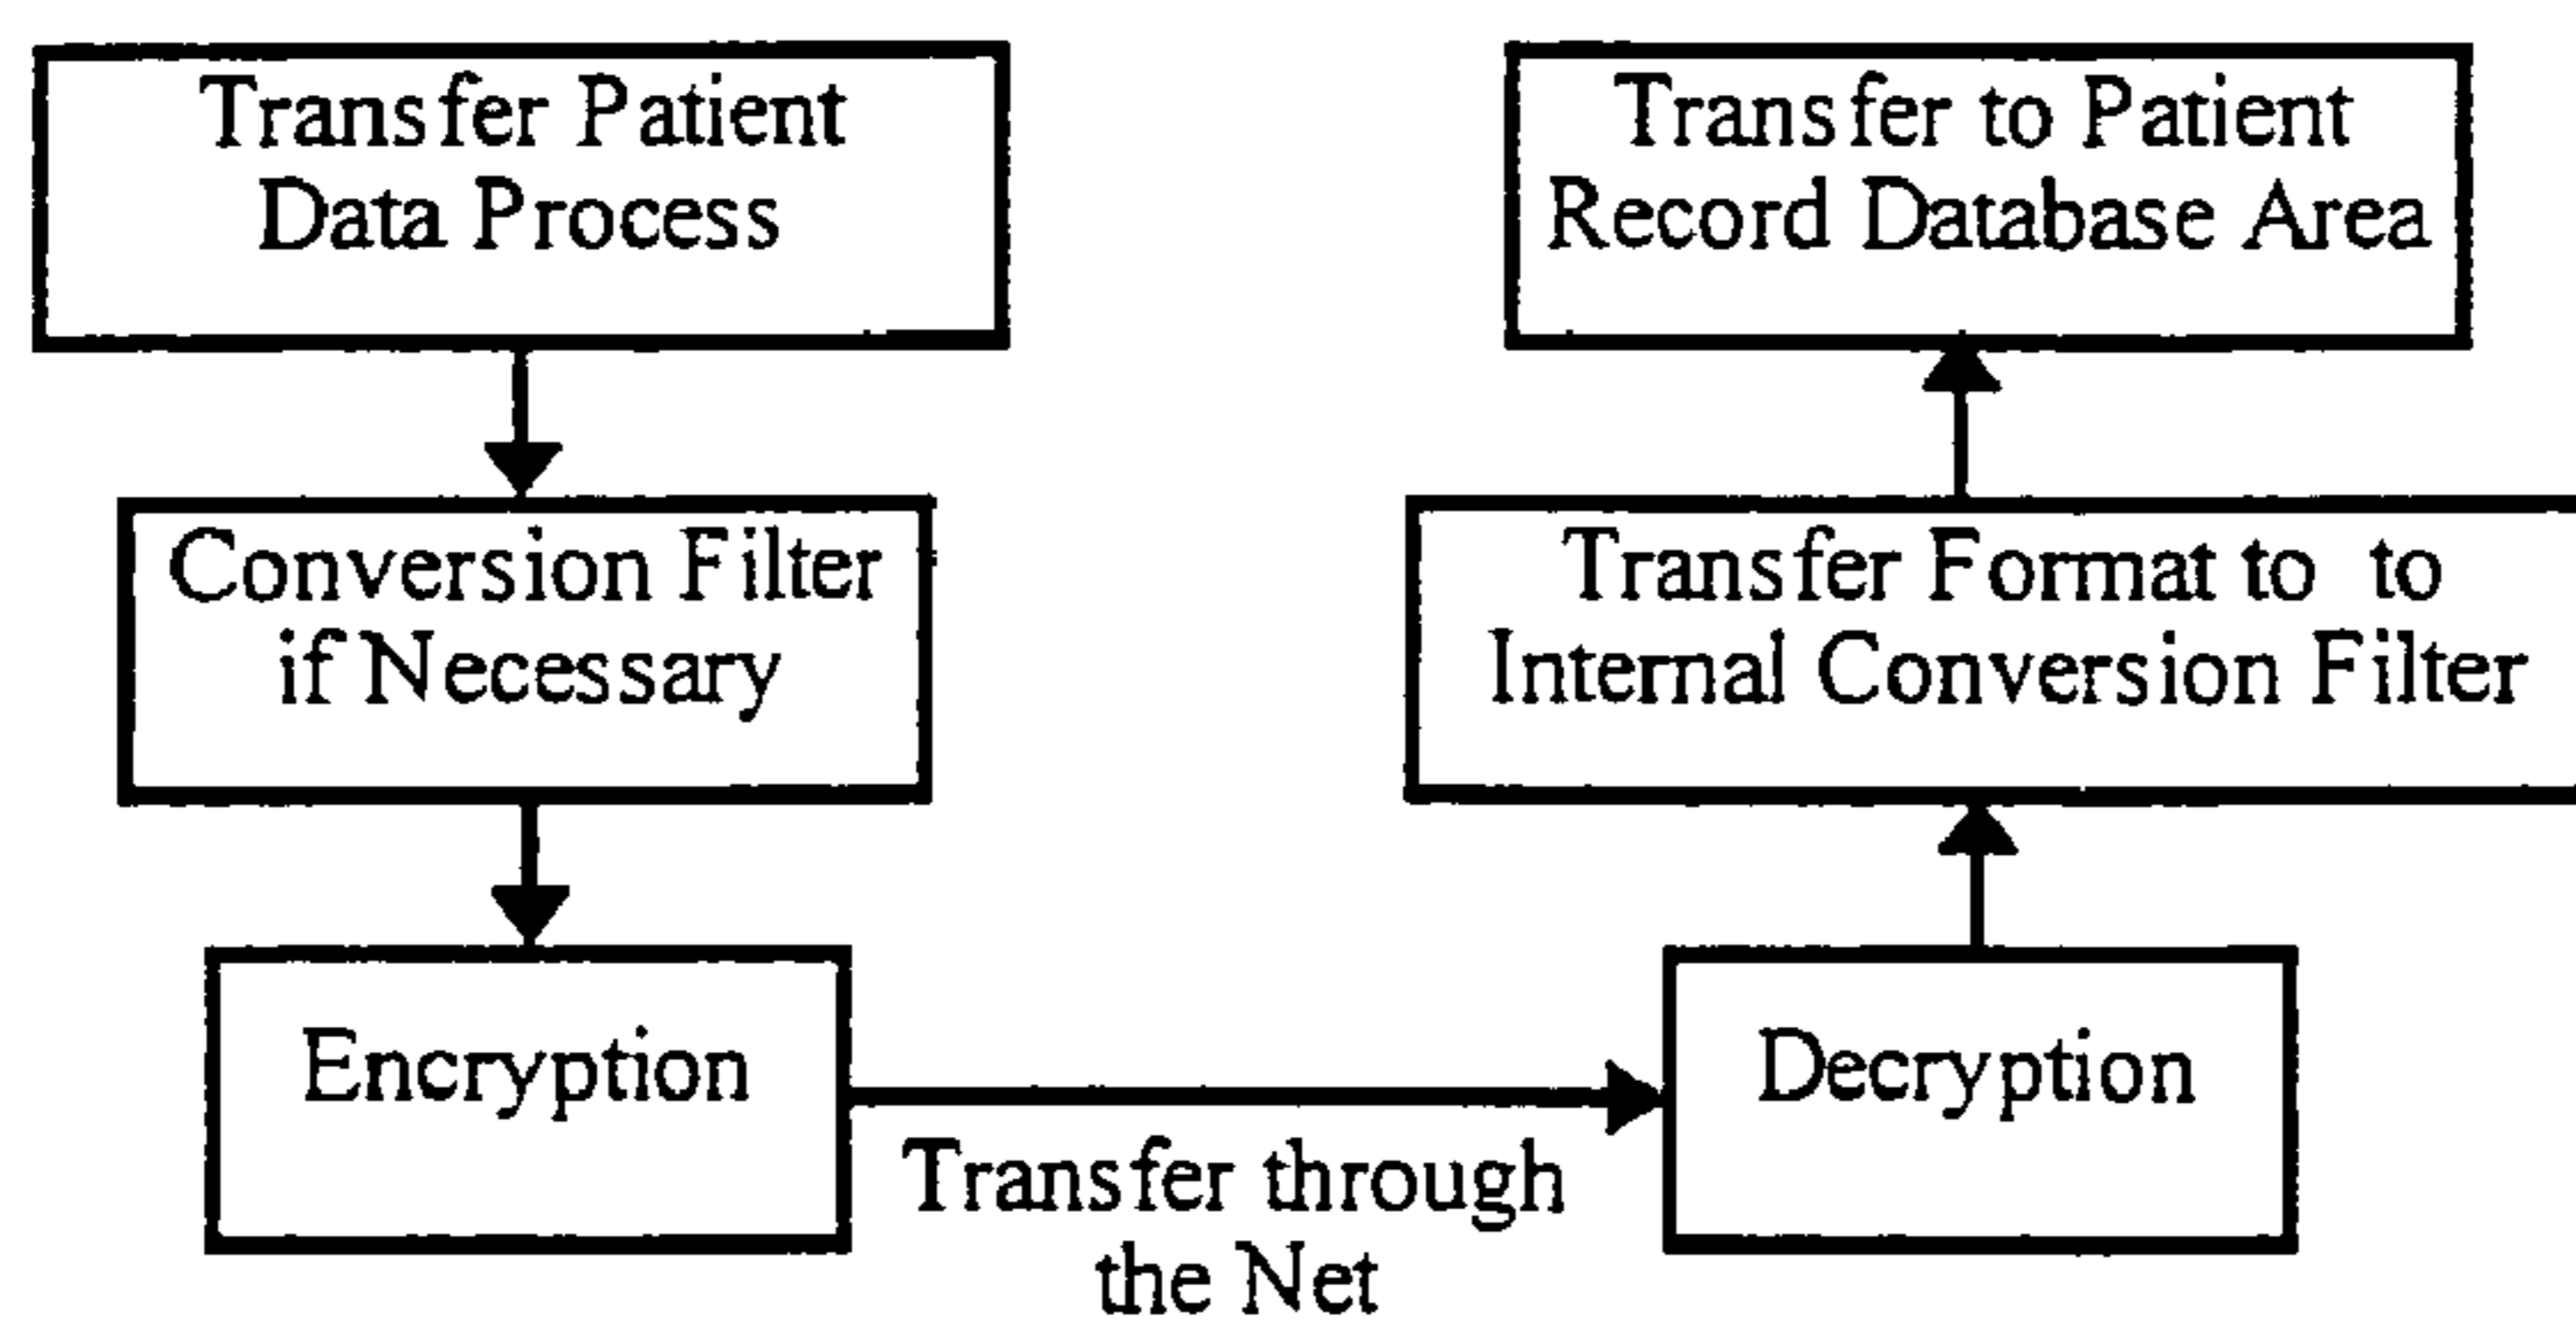 Transfer Patient
Data Process
Conversion Filter
if Necessary
Encryption
Transfer through
the Net
Decryption
Transfer Format to to
Internal Conversion Filter
Transfer to Patient
Record Database Area